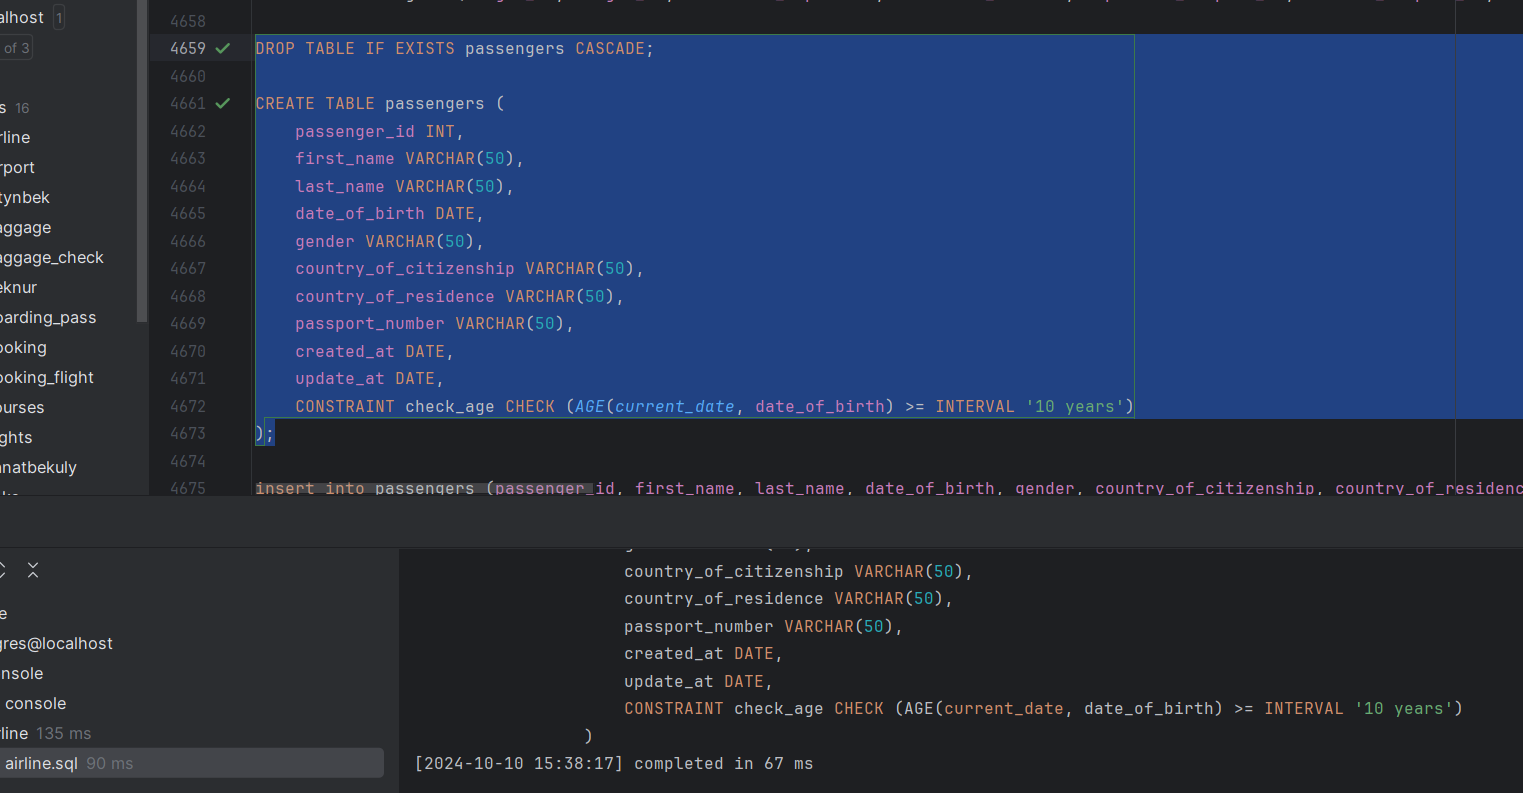 alhost 1
of 3
s 16
rline
rport
tynbek
aggage
aggage_check
eknur
oarding_pass
ooking
ooking_flight
ourses
ghts
anatbekuly
4658
4659 DROP TABLE IF EXISTS passengers CASCADE;
4660
4661 CREATE TABLE passengers (
4662 passenger_id INT,
4663 first_name VARCHAR(50),
4664 last_name VARCHAR(50),
4665 date_of_birth DATE,
4666 gender VARCHAR(50),
4667 country_of_citizenship VARCHAR(50),
4668 country_of_residence VARCHAR(50),
4669 passport_number VARCHAR(50),
4670 created_at DATE,
4671 update_at DATE,
4672 CONSTRAINT check_age CHECK (AGE(current_date, date_of_birth) >= INTERVAL '10 years')
4673 );
4674
4675 insert into passengers (passenger_id, first_name, last_name, date_of_birth, gender, country_of_citizenship, country_of_residenc
e
gres@localhost
nsole
console
rline 135 ms
airline.sql 90 ms
country_of_citizenship VARCHAR(50),
country_of_residence VARCHAR(50),
passport_number VARCHAR(50),
created_at DATE,
update_at DATE,
CONSTRAINT check_age CHECK (AGE(current_date, date_of_birth) >= INTERVAL '10 years')
)
[2024-10-10 15:38:17] completed in 67 ms